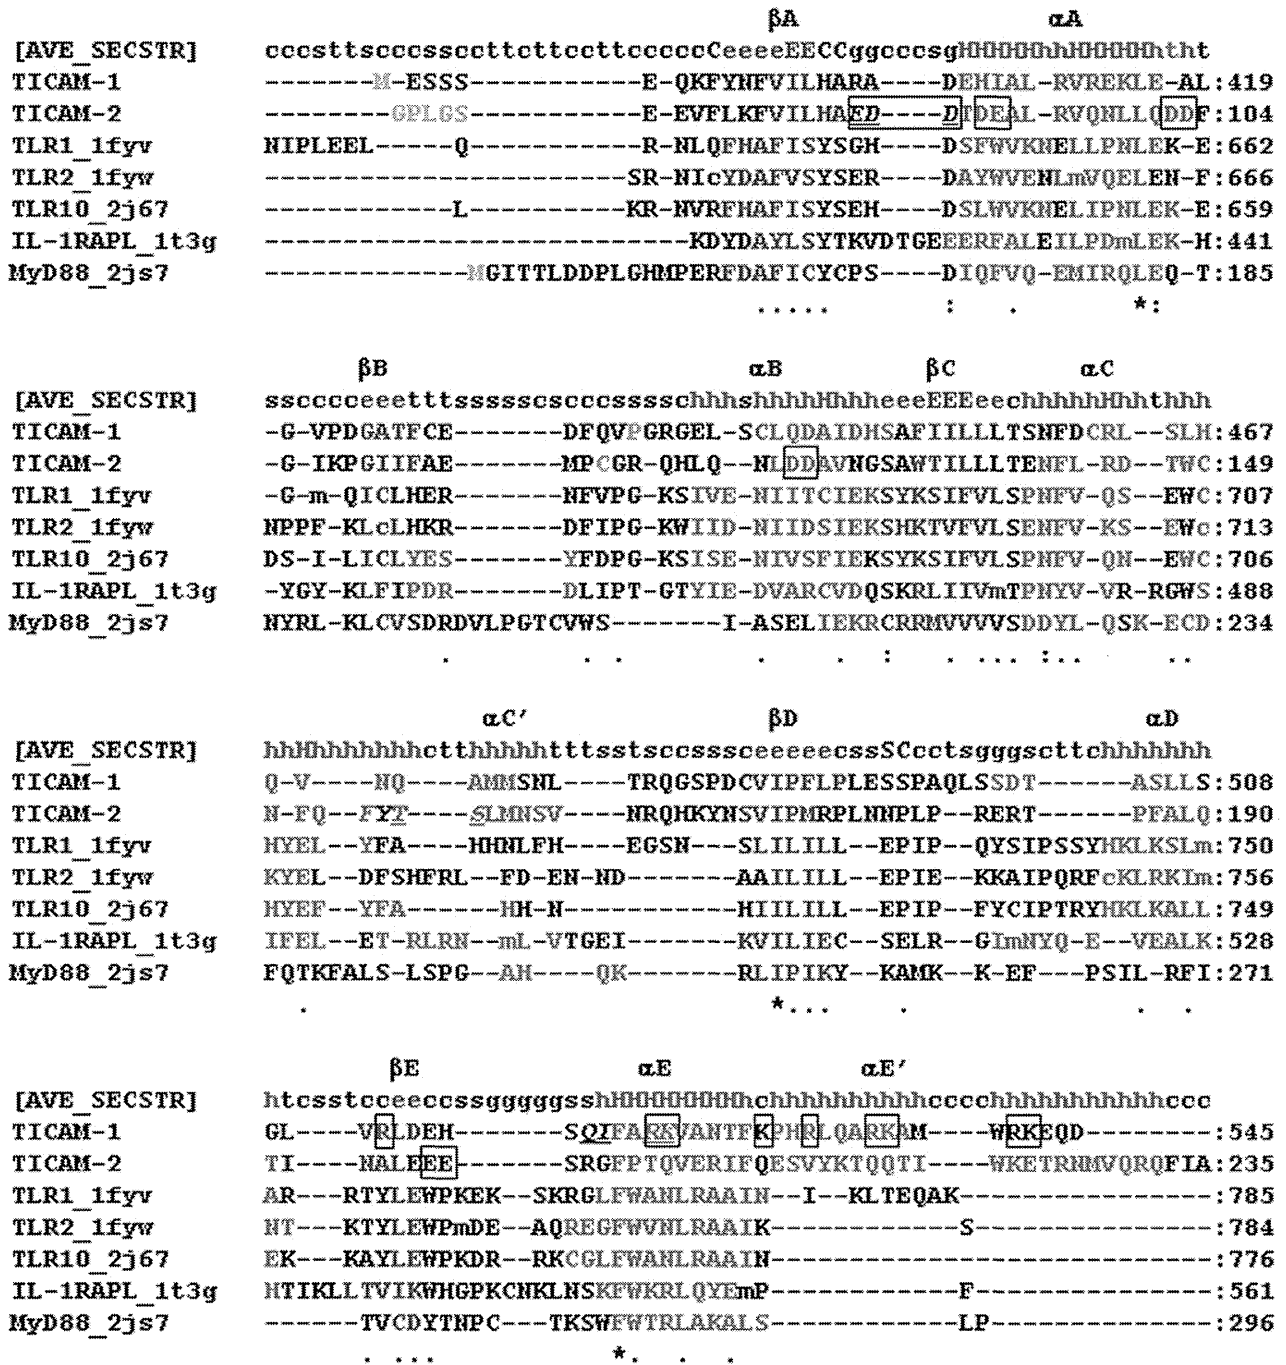 βA αA
[AVE_SECSTR] cccsttscccssccttcttccttcccccCeeeeEECCggcccsgHHHHHhhHHHHHhtht
TICAM-1 -------M-ESSS----------E-QKFYNFVILHARA----DEHIAL-RVREKLE-AL:419
TICAM-2 --------GPLGS----------E-EVFLKFVILHAED----DTDEAL-RVQNLLQDDF:104
TLR1_1fyv NIPLEEL-----Q----------R-NLQFHAFISYSGH----DSFWVKNELLPNLEK-E:662
TLR2_1fyw -----------------------SR-NIcYDAFVSYSER----DAYWVENLmVQELEN-F:666
TLR10_2j67 ------------L----------KR-NVRFHAFISYSEH----DSLWVKNELIPNLEK-E:659
IL-1RAPL_1t3g ---------------------------KDYDAYLSYTKVDTGEEERFALEILPDmLEK-H:441
MyD88_2js7 -------------MGITTLDDPLGHMPERFDAFICYCPS----DIQFVQ-EMIRQLEQ-T:185
..... : . *:
βB αB βC αC
[AVE_SECSTR] sscccceeetttssssscscccssssschhhshhhhHhhheeeEEEeechhhhhHhhthhh
TICAM-1 -G-VPDGATFCE-------DFQVPGRGEL-SCLQDAIDHSAFIILLLTSNFDCRL--SLH:467
TICAM-2 -G-IKPGIIFAE-------MPCGR-QHLQ--NLDDAVNGSAWTILLLTENFL-RD--TWC:149
TLR1_1fyv -G-m-QICLHER-------NFVPG-KSIVE-NIITCIEKSYKSIFVLSPNFV-QS--EWC:707
TLR2_1fyw NPPF-KLcLHKR-------DFIPG-KWIID-NIIDSIEKSHKTVFVLSENFV-KS--EWc:713
TLR10_2j67 DS-I-LICLYES-------YFDPG-KSISE-NIVSFIEKSYKSIFVLSPNFV-QN--EWC:706
IL-1RAPL_1t3g -YGY-KLFIPDR-------DLIPT-GTYIE-DVARCVDQSKRLIIVmTPNYV-VR-RGWS:488
MyD88_2js7 NYRL-KLCVSDRDVLPGTCVWS-------I-ASELIEKRCRRMVVVVSDDYL-QSK-ECD:234
. . . . . : . ... :.. ..
αC′ βD αD
[AVE_SECSTR] hhHhhhhhhhctthhhhhtttsstsccsssceeeeecssSCcctsgggscttchhhhhhh
TICAM-1 Q-V----NQ----AMMSNL----TRQGSPDCVIPFLPLESSPAQLSSDT------ASLLS:508
TICAM-2 N-FQ--FYT----SLMNSV----NRQHKYNSVIPMRPLNNPLP--RERT------PFALQ:190
TLR1_1fyv HYEL--YFA----HHNLFH----EGSN---SLILILL--EPIP--QYSIPSSYHKLKSLm:750
TLR2_1fyw KYEL--DFSHFRL--FD-EN-ND-------AAILILL--EPIE--KKAIPQRFcKLRKIm:756
TLR10_2j67 HYEF--YFA------HH-N-----------HIILILL--EPIP--FYCIPTRYHKLKALL:749
IL-1RAPL_1t3g IFEL--ET-RLRN--mL-VTGEI-------KVILIEC--SELR--GImNYQ-E--VEALK:528
MyD88_2js7 FQTKFALS-LSPG--AH----QK-------RLIPIKY--KAMK--K-EF---PSIL-RFI:271
. *... . . .
βE αE αE′
[AVE_SECSTR] htcsstcceeeccssgggggsshHHHHHHHHHchhhhhhhhhhcccchhhhhhhhhhhccc
TICAM-1 GL----VRLDEH-------SQIFARKVANTFKPHRLQARKAM----WRKEQD--------:545
TICAM-2 TI----NALEEEE------SRGFPTQVERIFQESVYKTQQTI----WKETRNMVQRQFIA:235
TLR1_1fyv AR---RTYLEWPKEK--SKRGLFWANLRAAIN--I--KLTEQAK----------------:785
TLR2_1fyw NT---KTYLEWPmDE--AQREGFWVNLRAAIK------------S---------------:784
TLR10_2j67 EK---KAYLEWPKDR--RKCGLFWANLRAAIN----------------------------:776
IL-1RAPL_1t3g HTIKLLTVIKWHGPKCNKLNSKFWKRLQYEmP------------F---------------:561
MyD88_2js7 ------TVCDYTNPC---TKSWFWTRLAKALS------------LP--------------:296
. ... *. . .